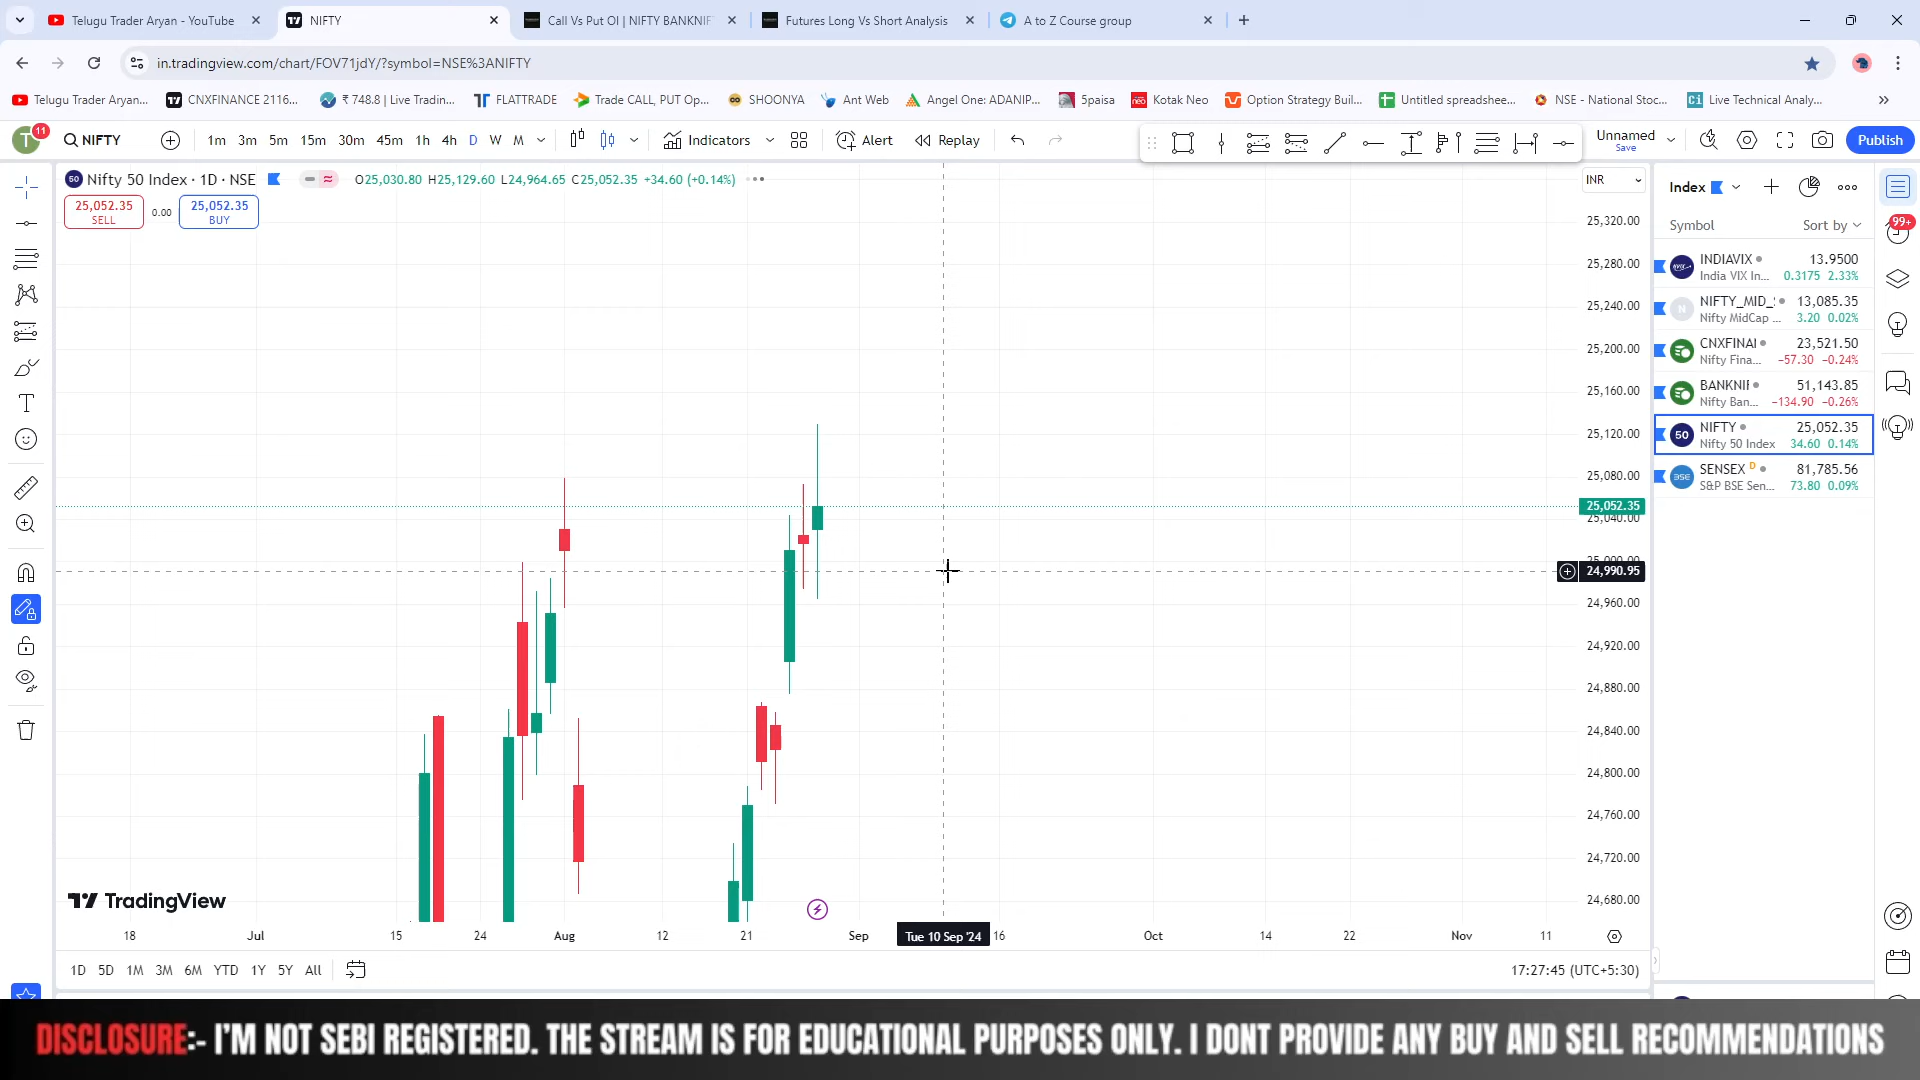 Telugu Trader Aryan - YouTube
NIFTY
Call Vs Put OI | NIFTY BANKNIF
Futures Long Vs Short Analysis
A to Z Course group
in.tradingview.com/chart/FOV71jdY/?symbol=NSE%3ANIFTY
Telugu Trader Aryan...
CNXFINANCE 2116...
₹ 748.8 | Live Tradin...
FLATTRADE
Trade CALL, PUT Op...
SHOONYA
Ant Web
Angel One: ADANIP...
5paisa
Kotak Neo
Option Strategy Buil...
Untitled spreadshee...
NSE - National Stoc...
Live Technical Analy...
T 11 NIFTY 1m 3m 5m 15m 30m 45m 1h 4h D W M Indicators Alert Replay
Unnamed
Save
Publish
50 Nifty 50 Index · 1D · NSE O25,030.80 H25,129.60 L24,964.65 C25,052.35 +34.60 (+0.14%)
25,052.35
SELL
0.00
25,052.35
BUY
INR
25,320.00
25,280.00
25,240.00
25,200.00
25,160.00
25,120.00
25,080.00
25,052.35
25,040.00
25,000.00
24,990.95
24,960.00
24,920.00
24,880.00
24,840.00
24,800.00
24,760.00
24,720.00
24,680.00
TradingView
18 Jul 15 24 Aug 12 21 Sep Tue 10 Sep '24 16 Oct 14 22 Nov 11
1D 5D 1M 3M 6M YTD 1Y 5Y All
17:27:45 (UTC+5:30)
Index
Symbol Sort by
INDIAVIX 13.9500
India VIX In... 0.3175 2.33%
NIFTY_MID_ 13,085.35
Nifty MidCap ... 3.20 0.02%
CNXFINAI 23,521.50
Nifty Fina... −57.30 −0.24%
BANKNIF 51,143.85
Nifty Ban... −134.90 −0.26%
50 NIFTY 25,052.35
Nifty 50 Index 34.60 0.14%
SENSEX D 81,785.56
S&P BSE Sen... 73.80 0.09%
99+
DISCLOSURE:- I'M NOT SEBI REGISTERED. THE STREAM IS FOR EDUCATIONAL PURPOSES ONLY. I DONT PROVIDE ANY BUY AND SELL RECOMMENDATIONS